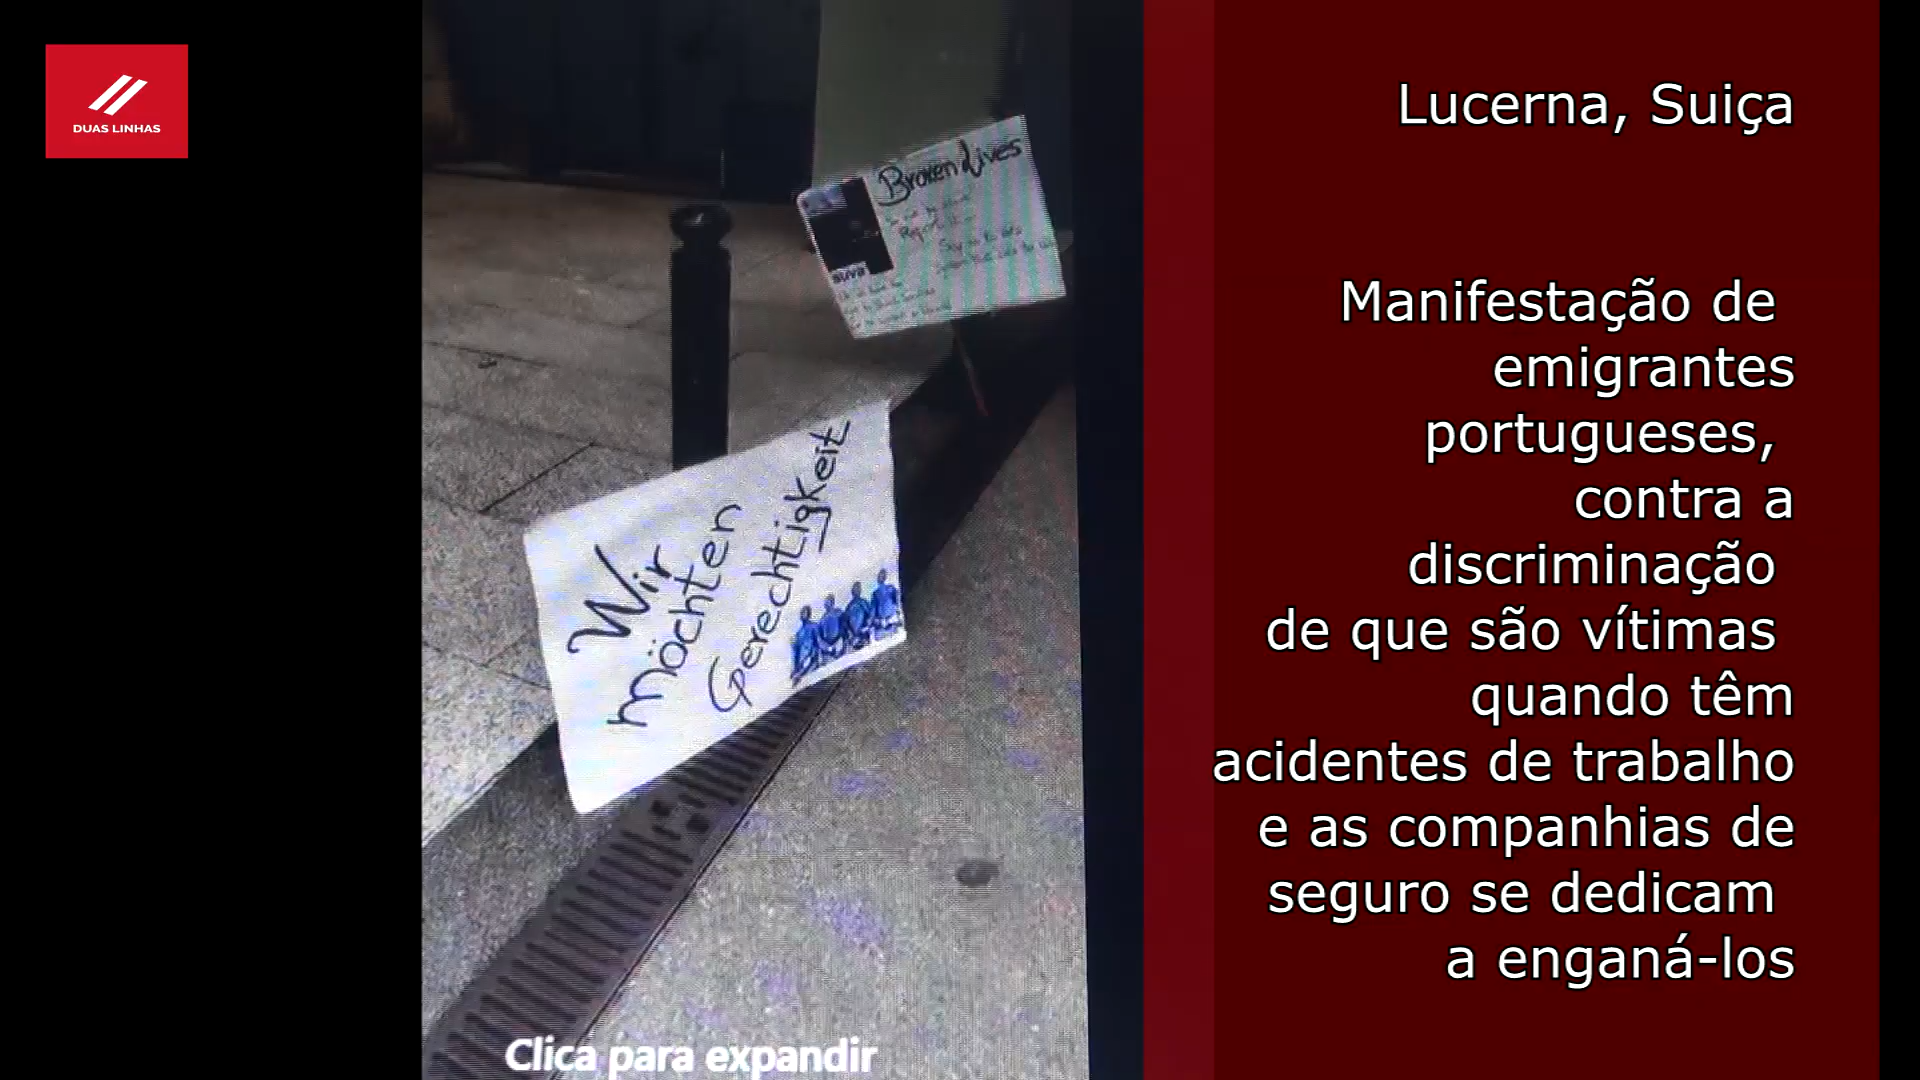 DUAS LINHAS
Broken Lives
suva
Wir
möchten
Gerechtigkeit
Clica para expandir
Lucerna, Suiça
Manifestação de
emigrantes
portugueses,
contra a
discriminação
de que são vítimas
quando têm
acidentes de trabalho
e as companhias de
seguro se dedicam
a enganá-los